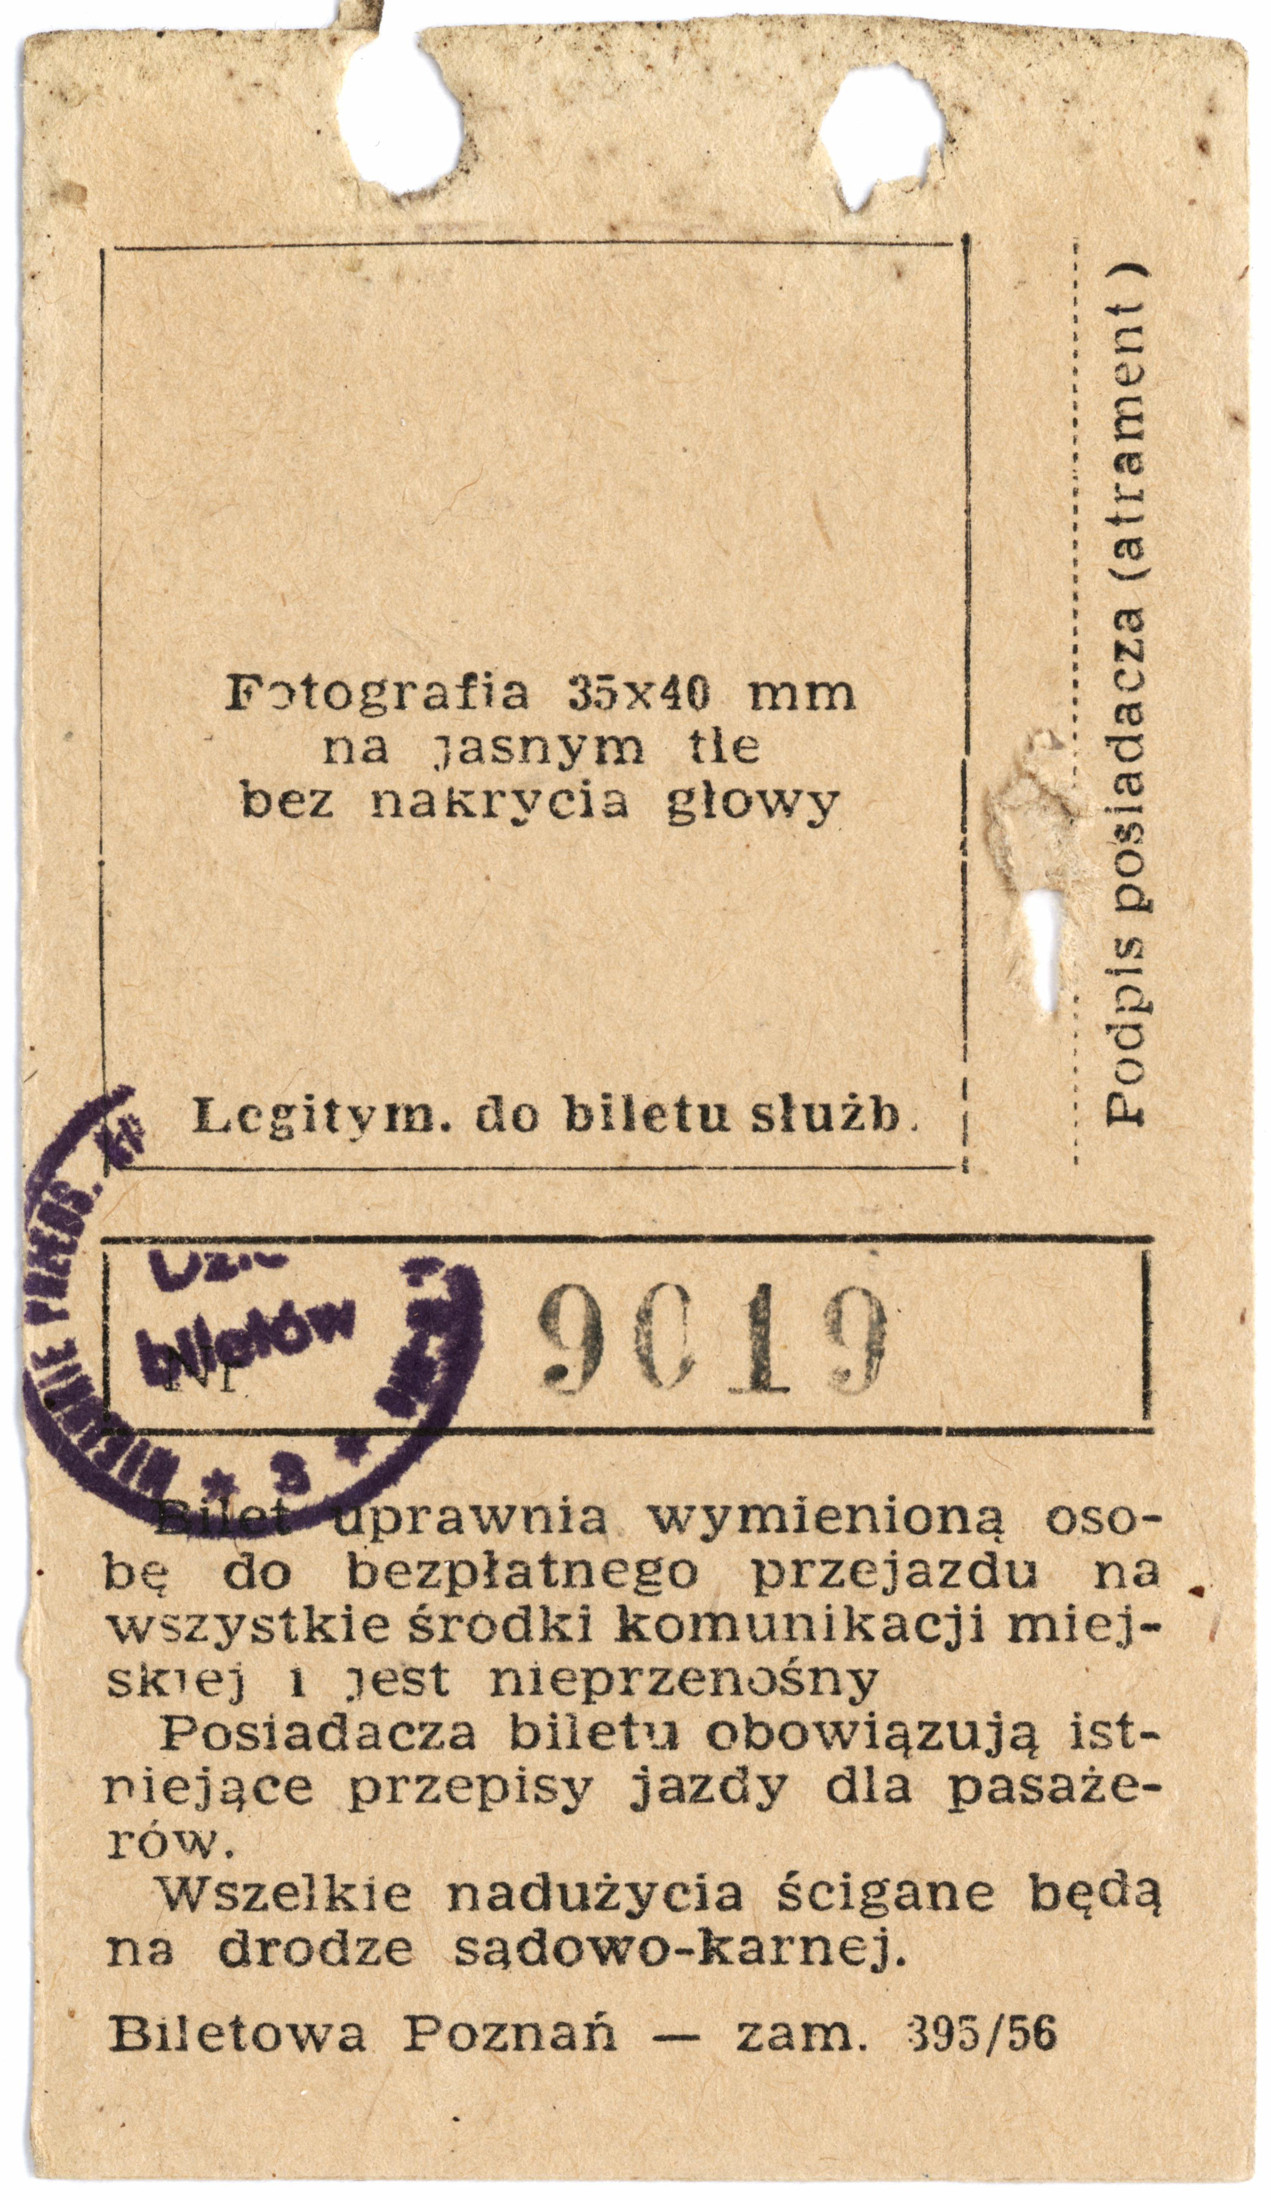 Fotografia 35x40 mm
na jasnym tle
bez nakrycia głowy
Legitym. do biletu służb.
Podpis posiadacza (atrament)
MIEJSKIE PRZEDS.
biletów
* 3 *
Nr 9019
Bilet uprawnia wymienioną oso-
bę do bezpłatnego przejazdu na
wszystkie środki komunikacji miej-
skiej i jest nieprzenośny
Posiadacza biletu obowiązują ist-
niejące przepisy jazdy dla pasaże-
rów.
Wszelkie nadużycia ścigane będą
na drodze sądowo-karnej.
Biletowa Poznań — zam. 395/56